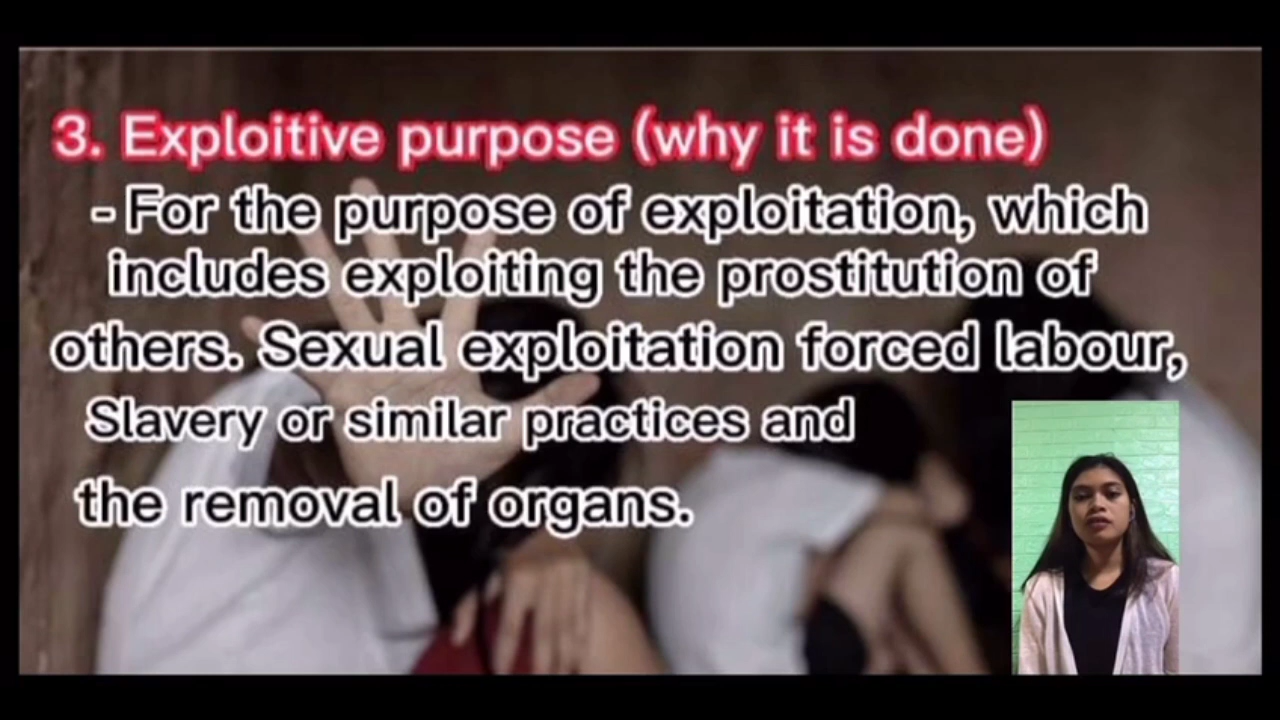 3. Exploitive purpose (why it is done)
- For the purpose of exploitation, which
includes exploiting the prostitution of
others. Sexual exploitation forced labour,
Slavery or similar practices and
the removal of organs.